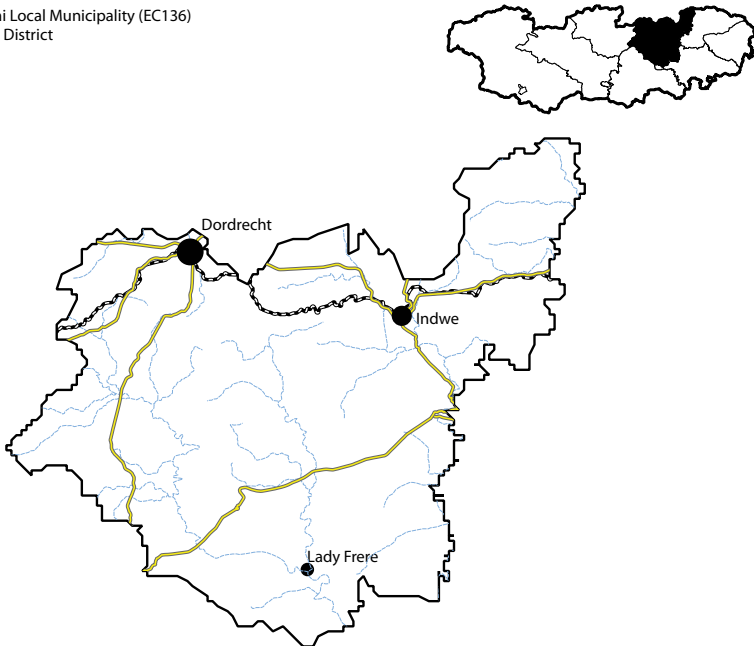 Local Municipality (EC136)
District
Dordrecht
Indwe
Lady Frere